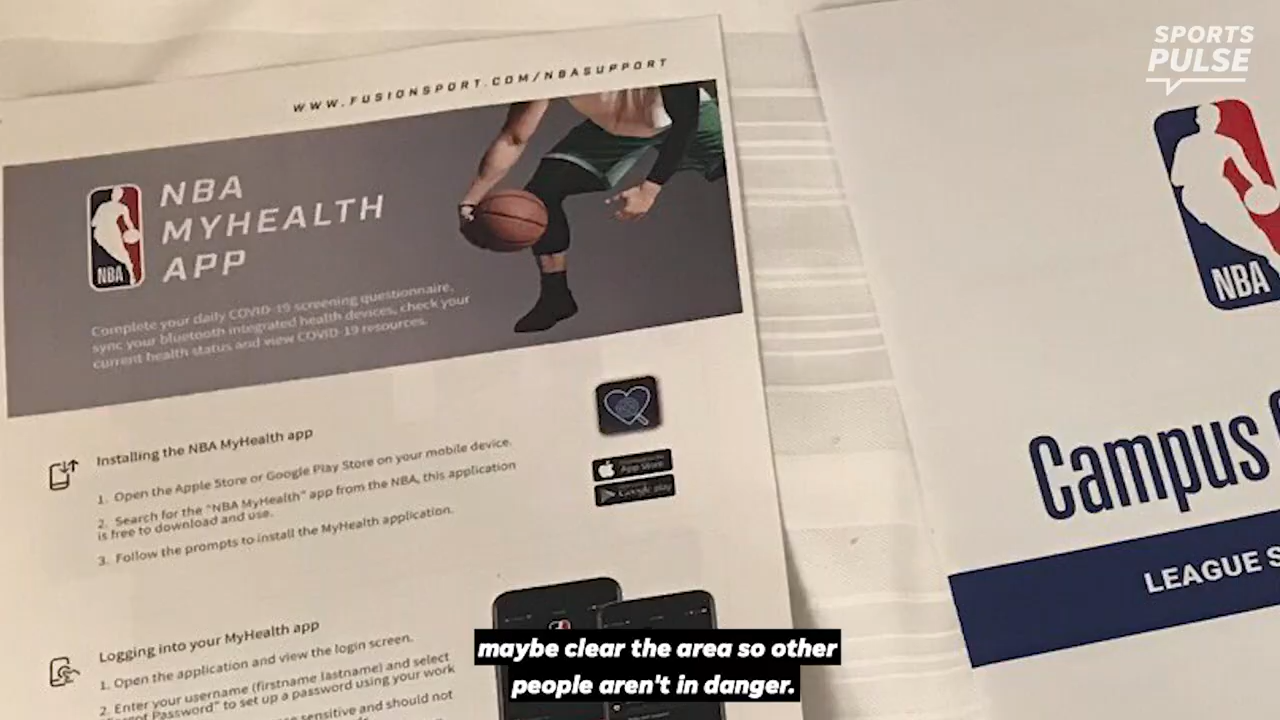 SPORTS
PULSE
WWW.FUSIONSPORT.COM/NBASUPPORT
NBA
MYHEALTH
APP
NBA
Complete your daily COVID-19 screening questionnaire,
sync your bluetooth integrated health devices, check your
current health status and view COVID-19 resources.
Installing the NBA MyHealth app
1. Open the Apple Store or Google Play Store on your mobile device.
2. Search for the "NBA MyHealth" app from the NBA, this application
is free to download and use.
3. Follow the prompts to install the MyHealth application.
App Store
Google play
Logging into your MyHealth app
1. Open the application and view the login screen.
2. Enter your username (firstname lastname) and select
Password" to set up a password using your work
sensitive and should not
NBA
Campus
LEAGUE S
maybe clear the area so other
people aren't in danger.